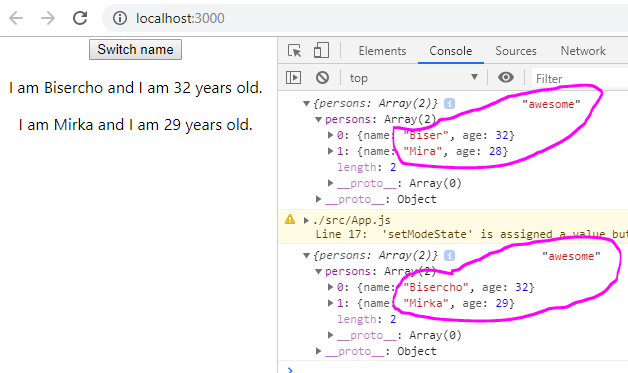 localhost:3000
Switch name
I am Bisercho and I am 32 years old.
I am Mirka and I am 29 years old.
Elements Console Sources Network
top Filter
{persons: Array(2)} i "awesome"
persons: Array(2)
0: {name: "Biser", age: 32}
1: {name: "Mira", age: 28}
length: 2
__proto__: Array(0)
__proto__: Object
./src/App.js
Line 17: 'setModeState' is assigned a value but
{persons: Array(2)} i "awesome"
persons: Array(2)
0: {name: "Bisercho", age: 32}
1: {name: "Mirka", age: 29}
length: 2
__proto__: Array(0)
__proto__: Object